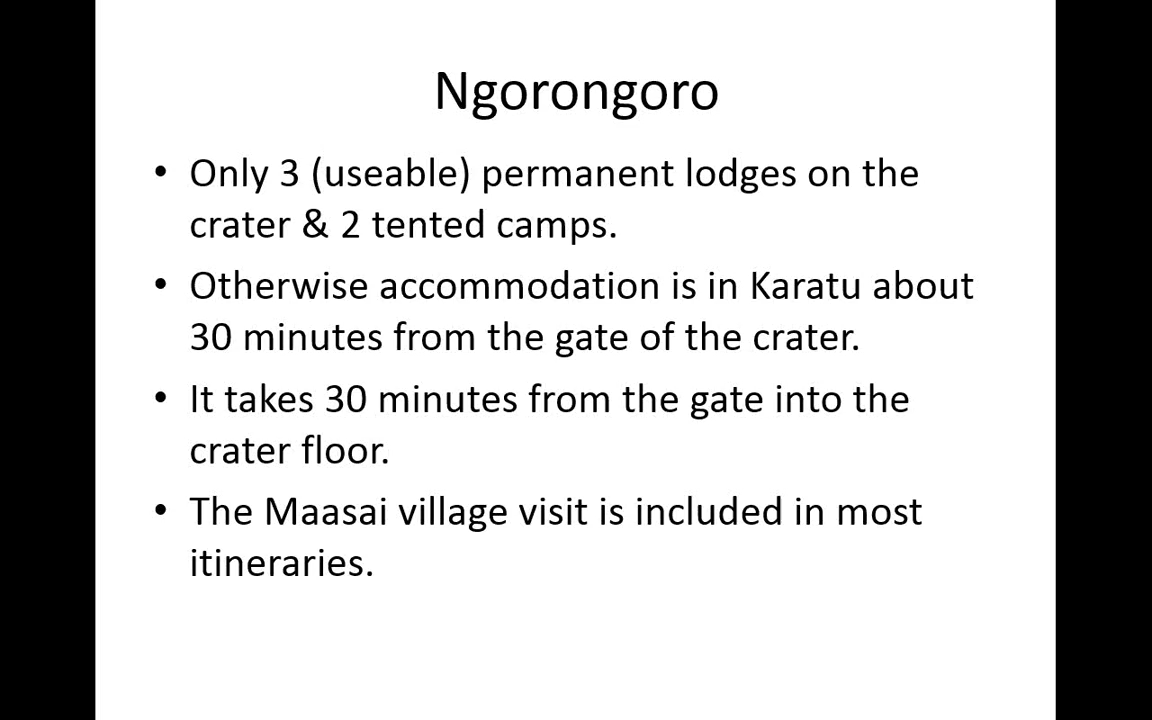 Ngorongoro
• Only 3 (useable) permanent lodges on the
crater & 2 tented camps.
• Otherwise accommodation is in Karatu about
30 minutes from the gate of the crater.
• It takes 30 minutes from the gate into the
crater floor.
• The Maasai village visit is included in most
itineraries.